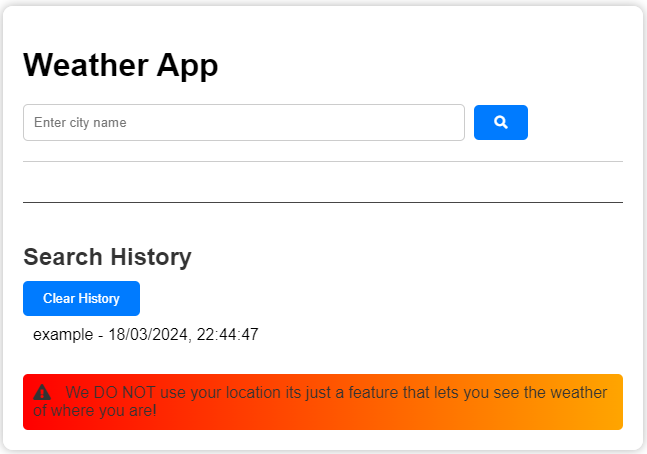 Weather App
Enter city name
Search History
Clear History
example - 18/03/2024, 22:44:47
We DO NOT use your location its just a feature that lets you see the weather
of where you are!